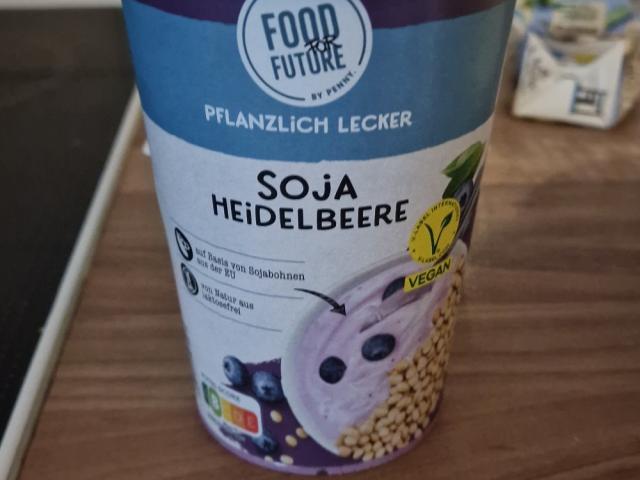 FOOD
FOR
FUTURE
BY PENNY.
PFLANZLiCH LECKER
SOJA
HEiDELBEERE
auf Basis von Sojabohnen
aus der EU
von Natur aus
laktosefrei
VEGAN